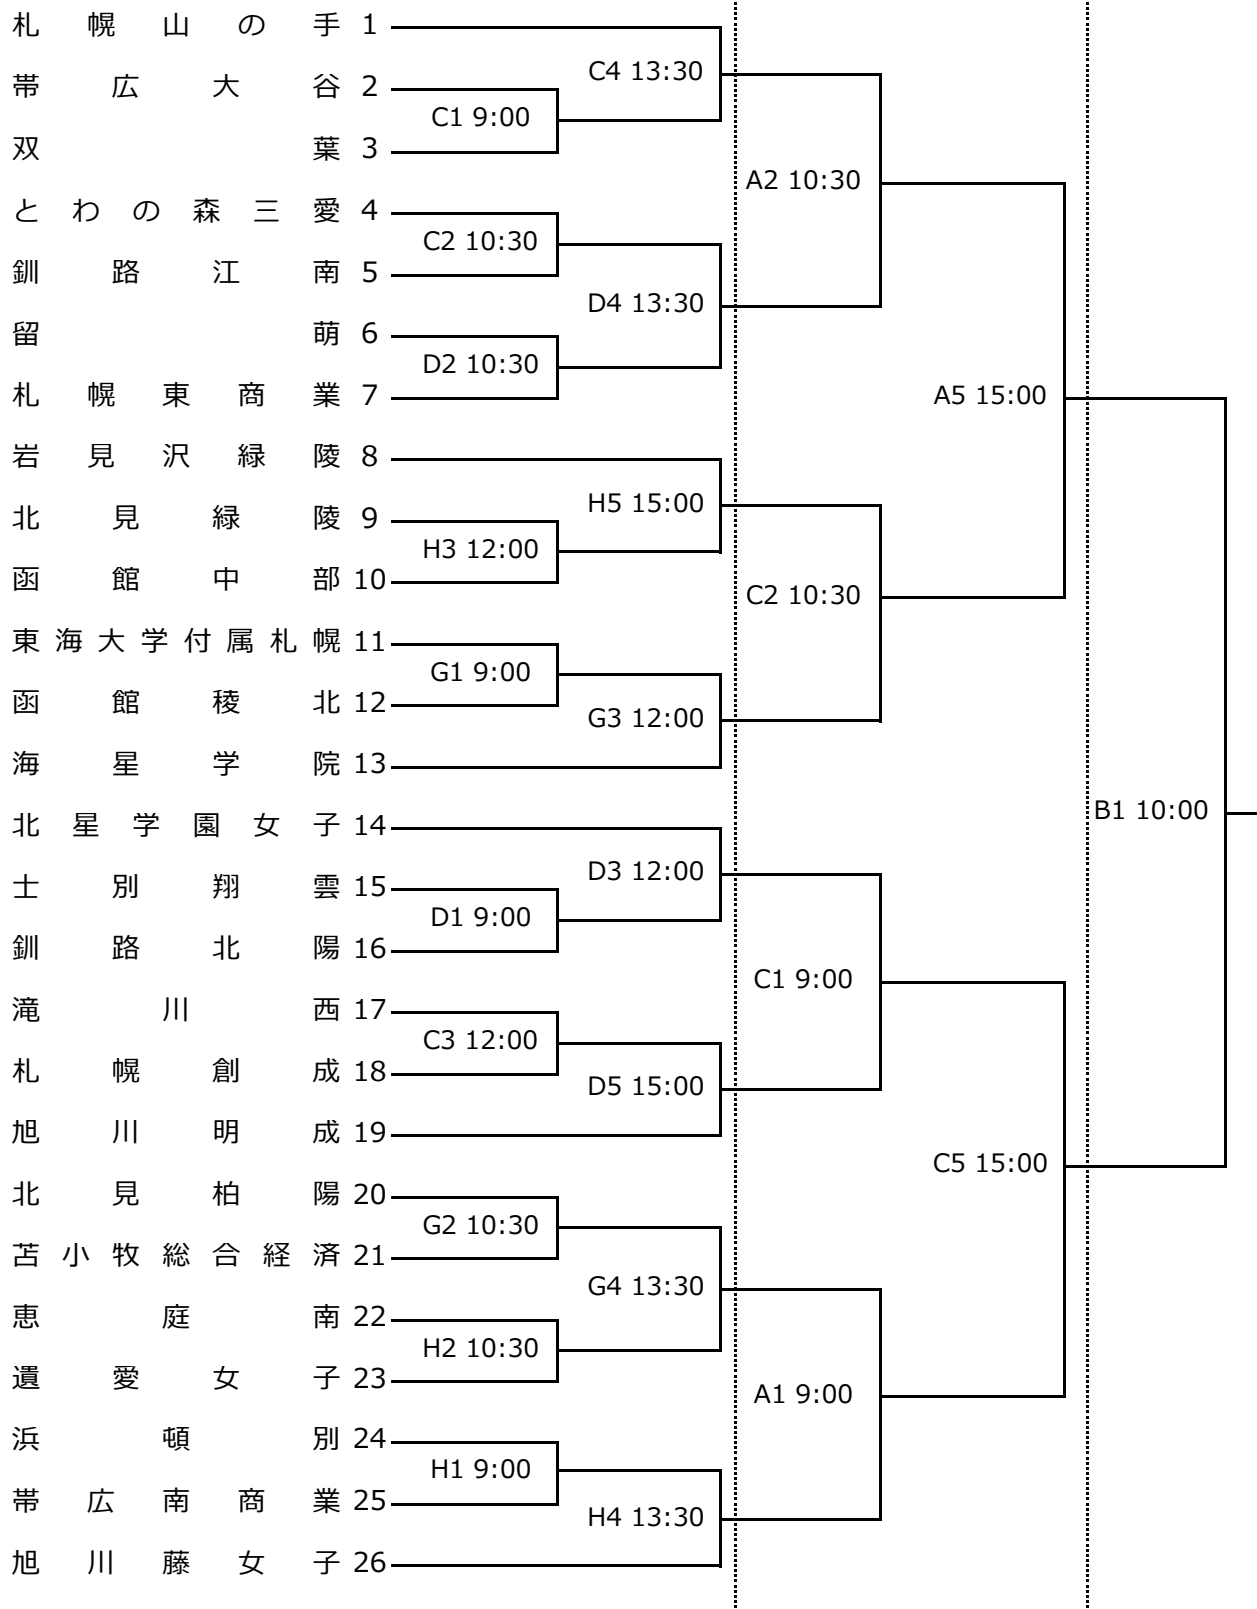 札幌山の手 1
C4 13:30
帯広大谷 2
C1 9:00
双葉 3
A2 10:30
とわの森三愛 4
C2 10:30
釧路江南 5
D4 13:30
留萌 6
D2 10:30
札幌東商業 7
A5 15:00
岩見沢緑陵 8
H5 15:00
北見緑陵 9
H3 12:00
函館中部 10
C2 10:30
東海大学付属札幌 11
G1 9:00
函館稜北 12
G3 12:00
海星学院 13
B1 10:00
北星学園女子 14
D3 12:00
士別翔雲 15
D1 9:00
釧路北陽 16
C1 9:00
滝川西 17
C3 12:00
札幌創成 18
D5 15:00
旭川明成 19
C5 15:00
北見柏陽 20
G2 10:30
苫小牧総合経済 21
G4 13:30
恵庭南 22
H2 10:30
遺愛女子 23
A1 9:00
浜頓別 24
H1 9:00
帯広南商業 25
H4 13:30
旭川藤女子 26